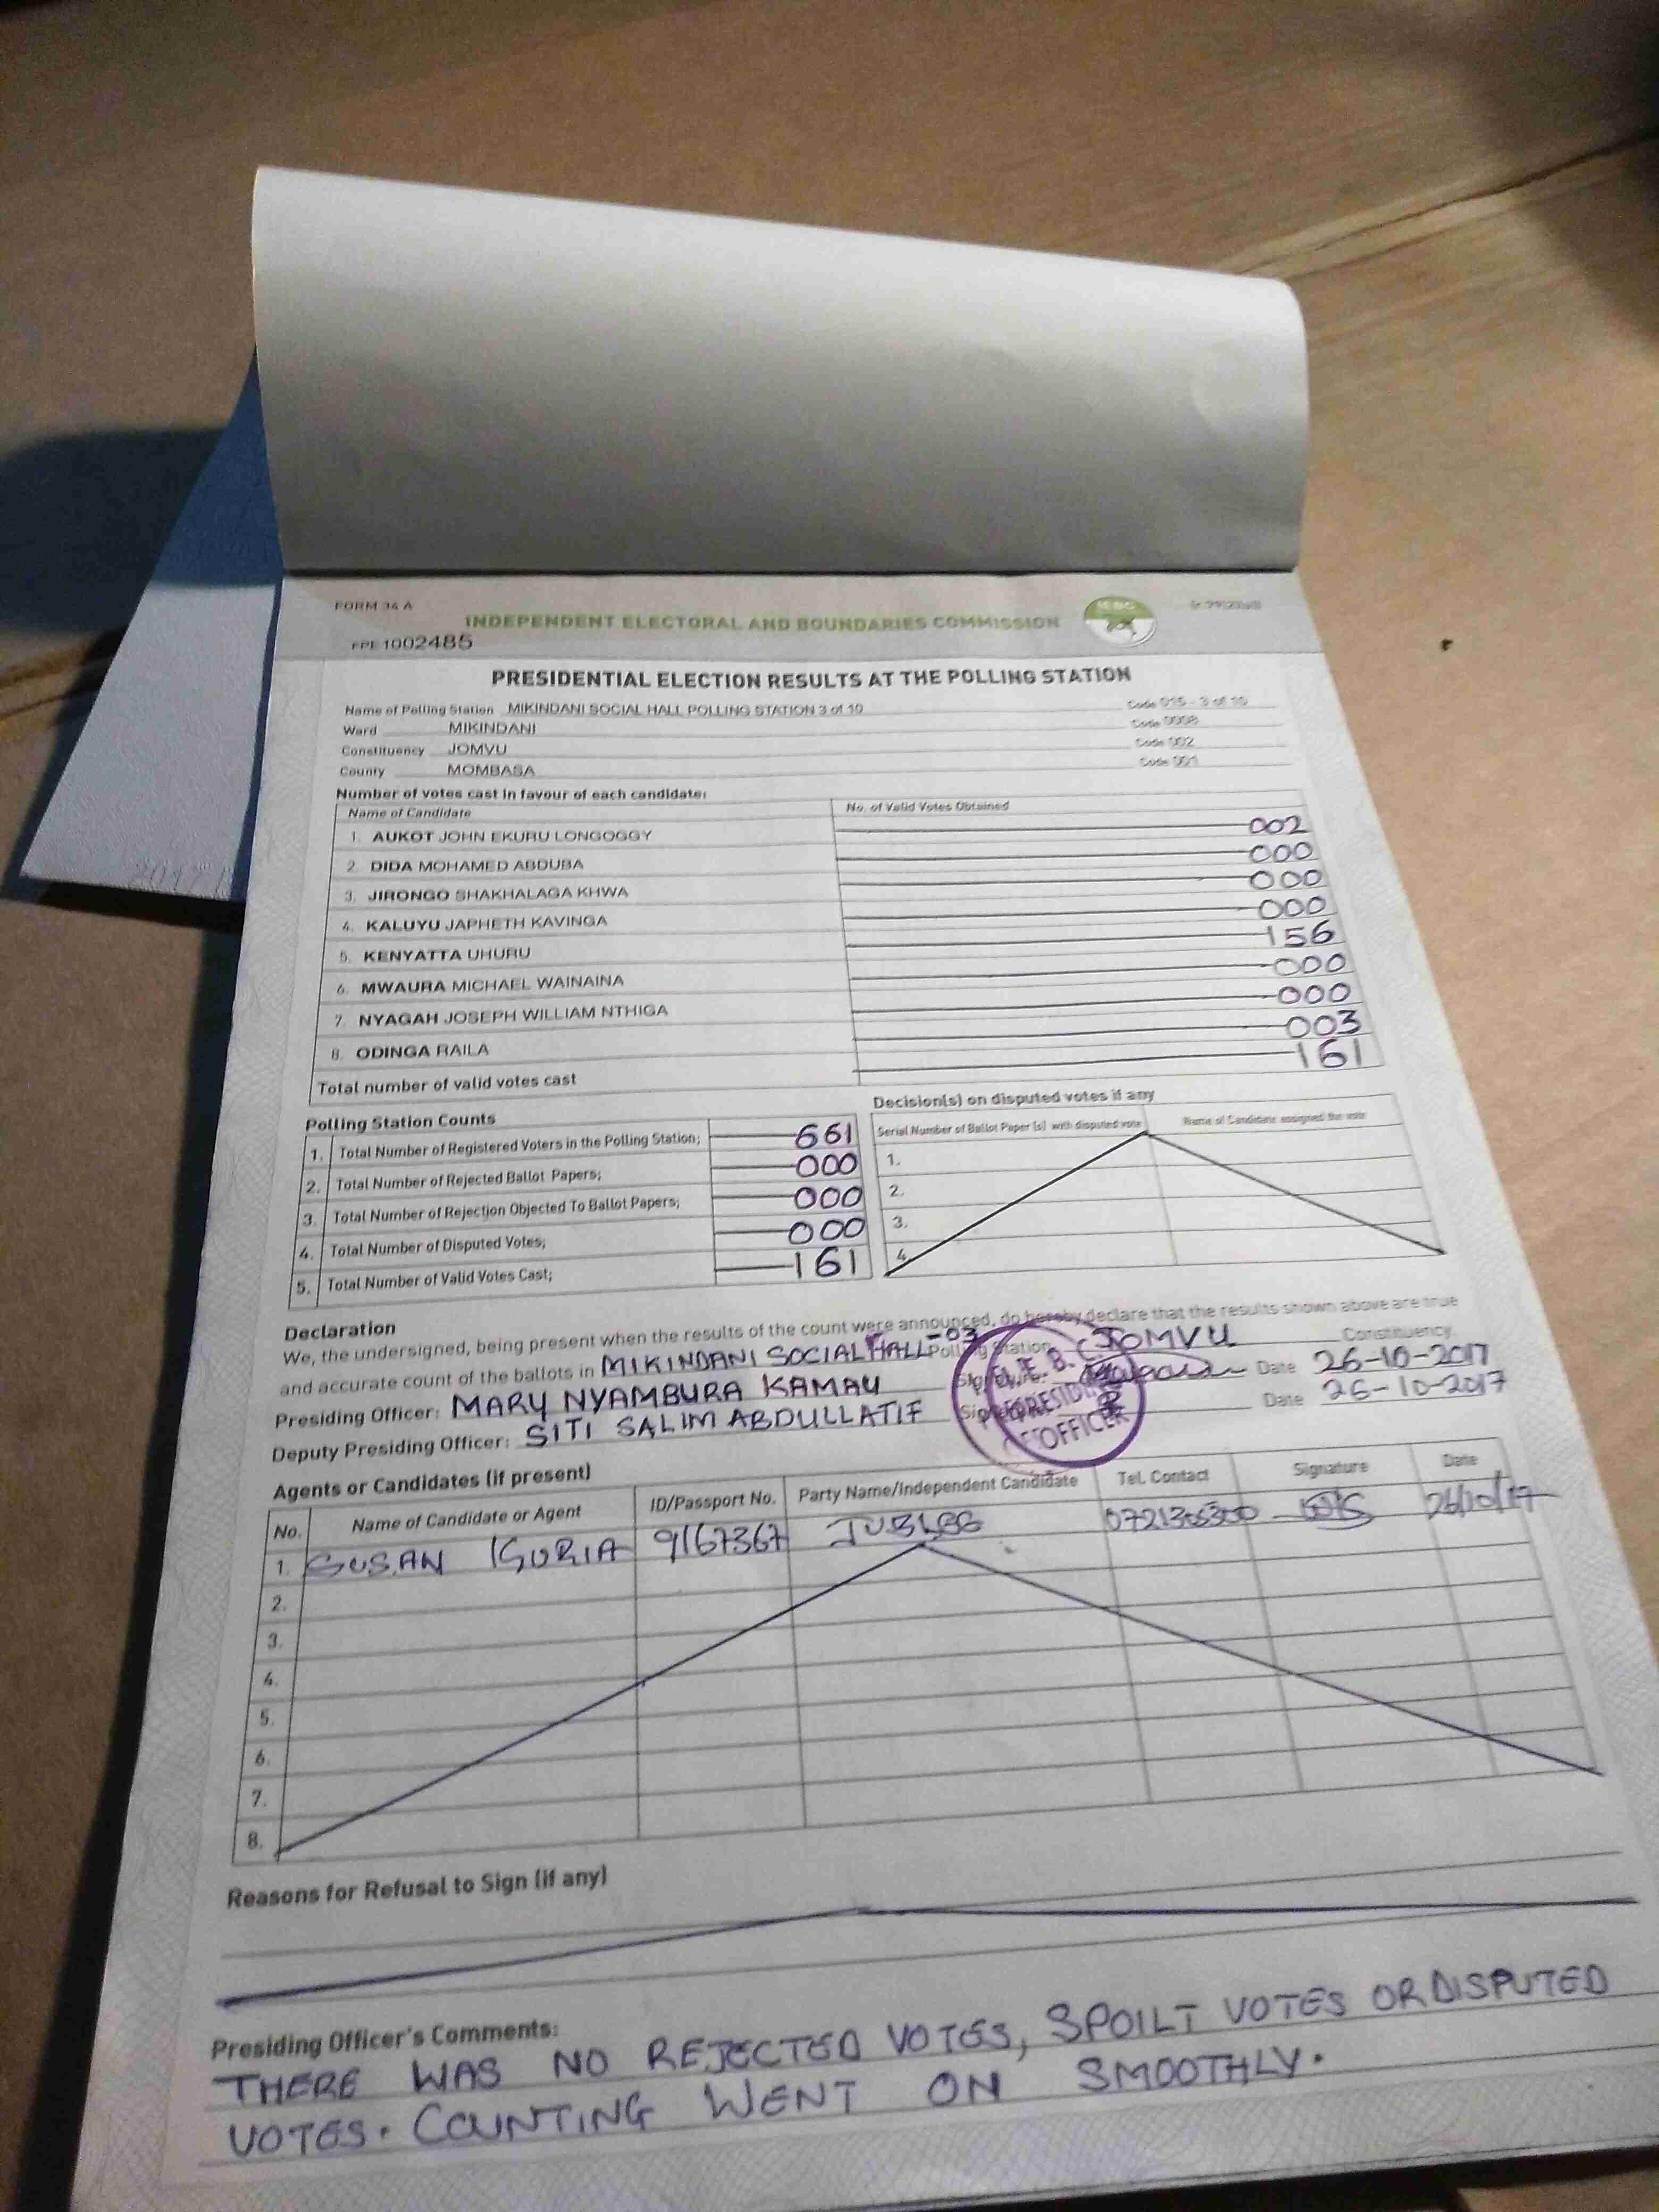 FORM 34 A
INDEPENDENT ELECTORAL AND BOUNDARIES COMMISSION
IEBC
FPE 1002485
PRESIDENTIAL ELECTION RESULTS AT THE POLLING STATION
Name of Polling Station MIKINDANI SOCIAL HALL POLLING STATION 3 of 10 Code 015 - 3 of 10
Ward MIKINDANI Code 0008
Constituency JOMVU Code 002
County MOMBASA Code 001
Number of votes cast in favour of each candidate:
Name of Candidate No. of Valid Votes Obtained
1. AUKOT JOHN EKURU LONGOGGY 002
2. DIDA MOHAMED ABDUBA 000
3. JIRONGO SHAKHALAGA KHWA 000
4. KALUYU JAPHETH KAVINGA 000
5. KENYATTA UHURU 156
6. MWAURA MICHAEL WAINAINA 000
7. NYAGAH JOSEPH WILLIAM NTHIGA 000
8. ODINGA RAILA 003
Total number of valid votes cast 161
Polling Station Counts
1. Total Number of Registered Voters in the Polling Station; 661
2. Total Number of Rejected Ballot Papers; 000
3. Total Number of Rejection Objected To Ballot Papers; 000
4. Total Number of Disputed Votes; 000
5. Total Number of Valid Votes Cast; 161
Decision(s) on disputed votes if any
Serial Number of Ballot Paper (s) with disputed vote Name of Candidate assigned the vote
1.
2.
3.
4.
Declaration
We, the undersigned, being present when the results of the count were announced, do hereby declare that the results shown above are true
and accurate count of the ballots in MIKINDANI SOCIAL HALL -03 Polling Station JOMVU Constituency
Presiding Officer: MARY NYAMBURA KAMAU Signature: Date 26-10-2017
Deputy Presiding Officer: SITI SALIM ABDULLATIF Signature Date 26-10-2017
I. E. B. C.
PRESIDING
OFFICER
Agents or Candidates (if present)
No. Name of Candidate or Agent ID/Passport No. Party Name/Independent Candidate Tel. Contact Signature Date
1. SUSAN KURIA 9167367 JUBLEE 26/10/17
2.
3.
4.
5.
6.
7.
8.
Reasons for Refusal to Sign (if any)
Presiding Officer's Comments:
THERE WAS NO REJECTED VOTES, SPOILT VOTES OR DISPUTED
VOTES. COUNTING WENT ON SMOOTHLY.